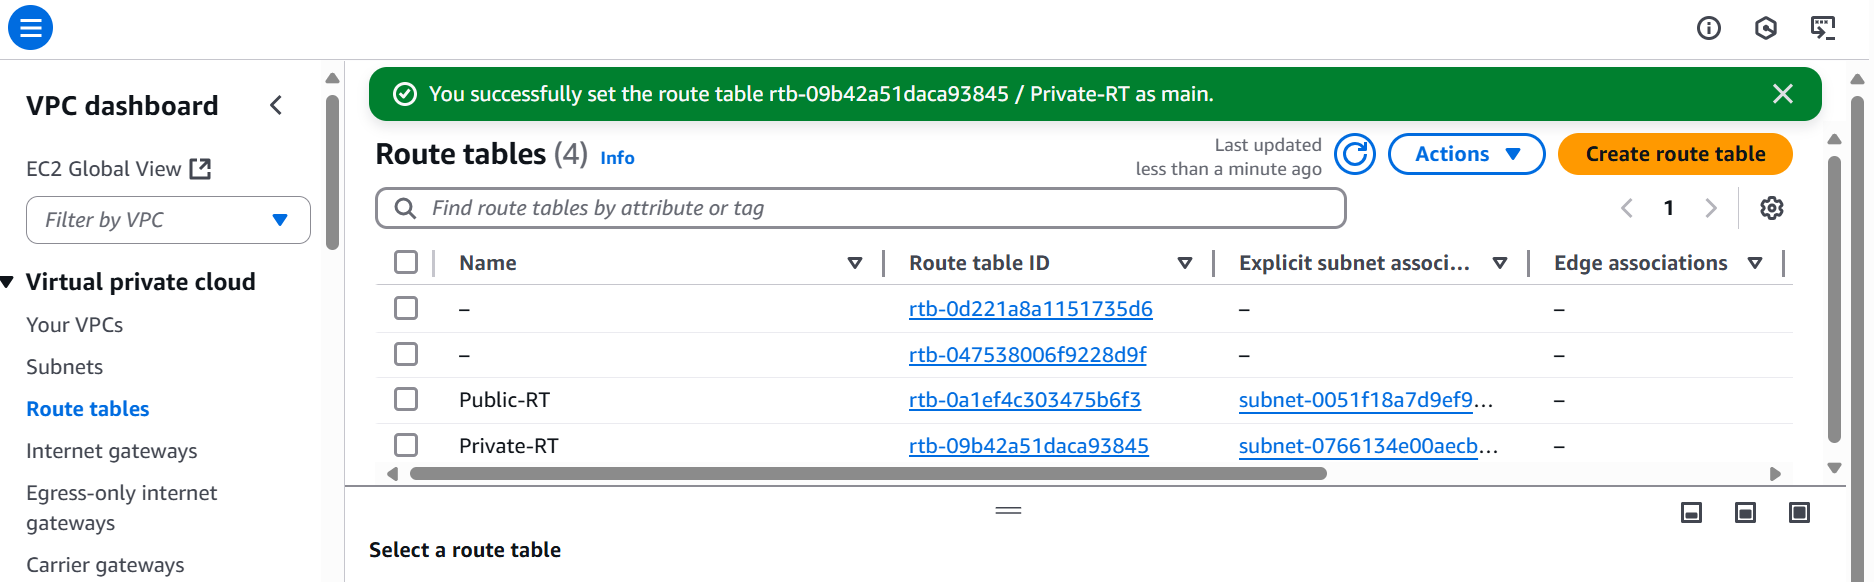 VPC dashboard
EC2 Global View
Filter by VPC
Virtual private cloud
Your VPCs
Subnets
Route tables
Internet gateways
Egress-only internet
gateways
Carrier gateways
You successfully set the route table rtb-09b42a51daca93845 / Private-RT as main.
Route tables (4) Info
Last updated
less than a minute ago
Actions
Create route table
Find route tables by attribute or tag
1
Name Route table ID Explicit subnet associ... Edge associations
– rtb-0d221a8a1151735d6 – –
– rtb-047538006f9228d9f – –
Public-RT rtb-0a1ef4c303475b6f3 subnet-0051f18a7d9ef9... –
Private-RT rtb-09b42a51daca93845 subnet-0766134e00aecb... –
Select a route table